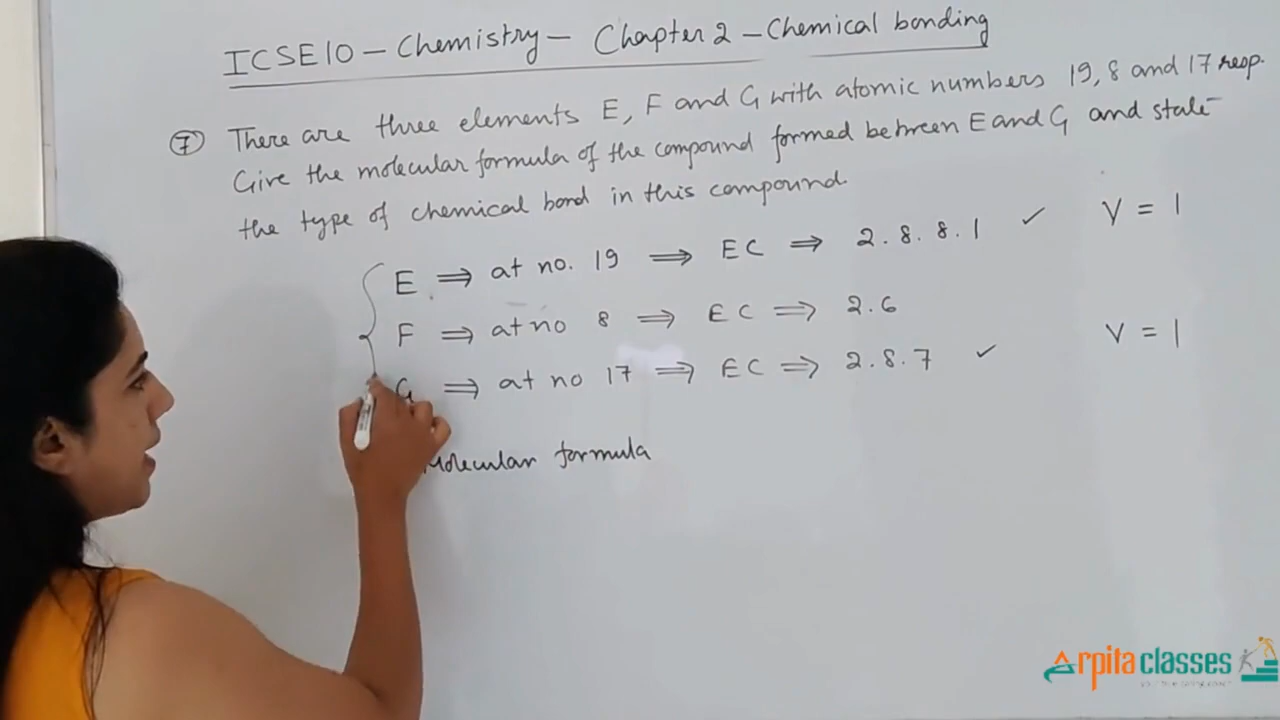 ICSE 10 - Chemistry - Chapter 2 - Chemical bonding
⑦ There are three elements E, F and G with atomic numbers 19, 8 and 17 resp.
Give the molecular formula of the compound formed between E and G and state
the type of chemical bond in this compound.
E ⇒ at no. 19 ⇒ EC ⇒ 2.8.8.1 ✓ V = 1
F ⇒ at no 8 ⇒ EC ⇒ 2.6
G ⇒ at no 17 ⇒ EC ⇒ 2.8.7 ✓ V = 1
Molecular formula
Arpita classes